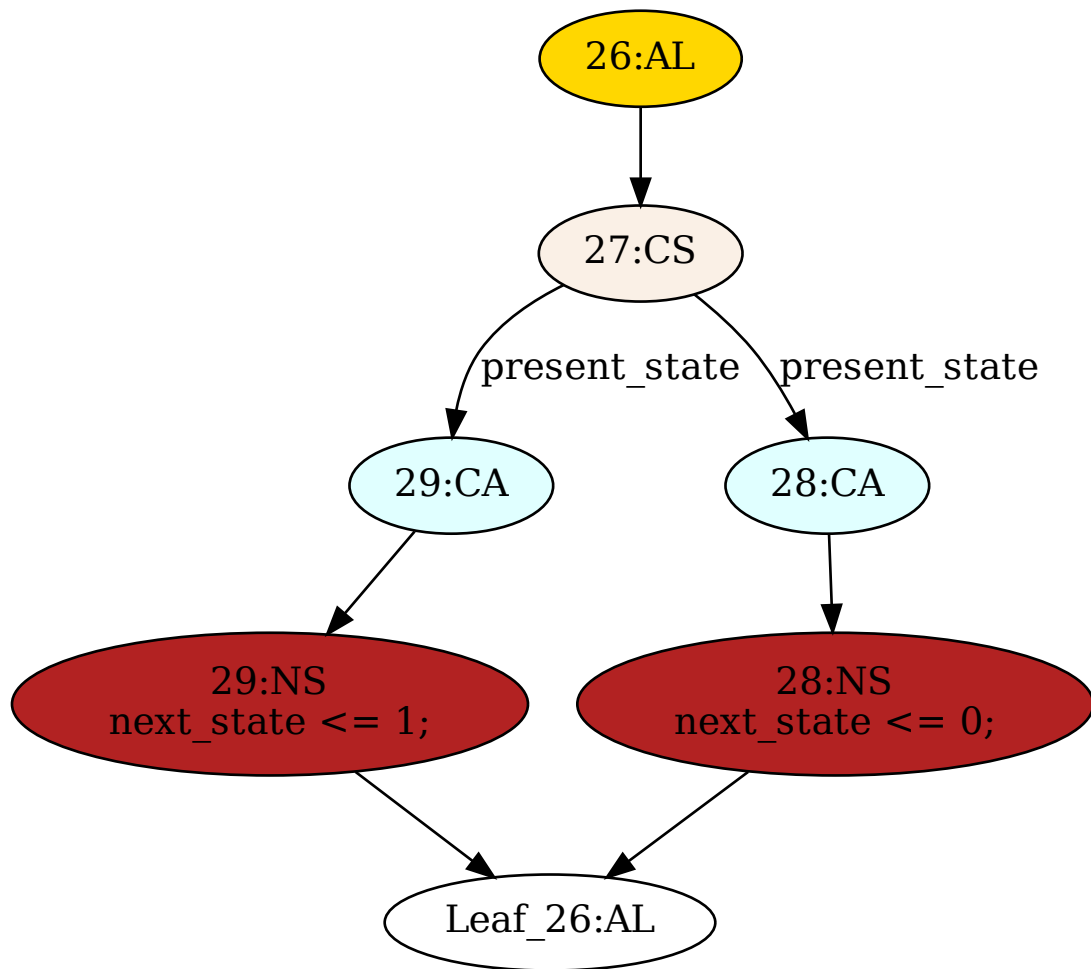 26:AL
27:CS
present_state
present_state
29:CA
28:CA
29:NS
next_state <= 1;
28:NS
next_state <= 0;
Leaf_26:AL